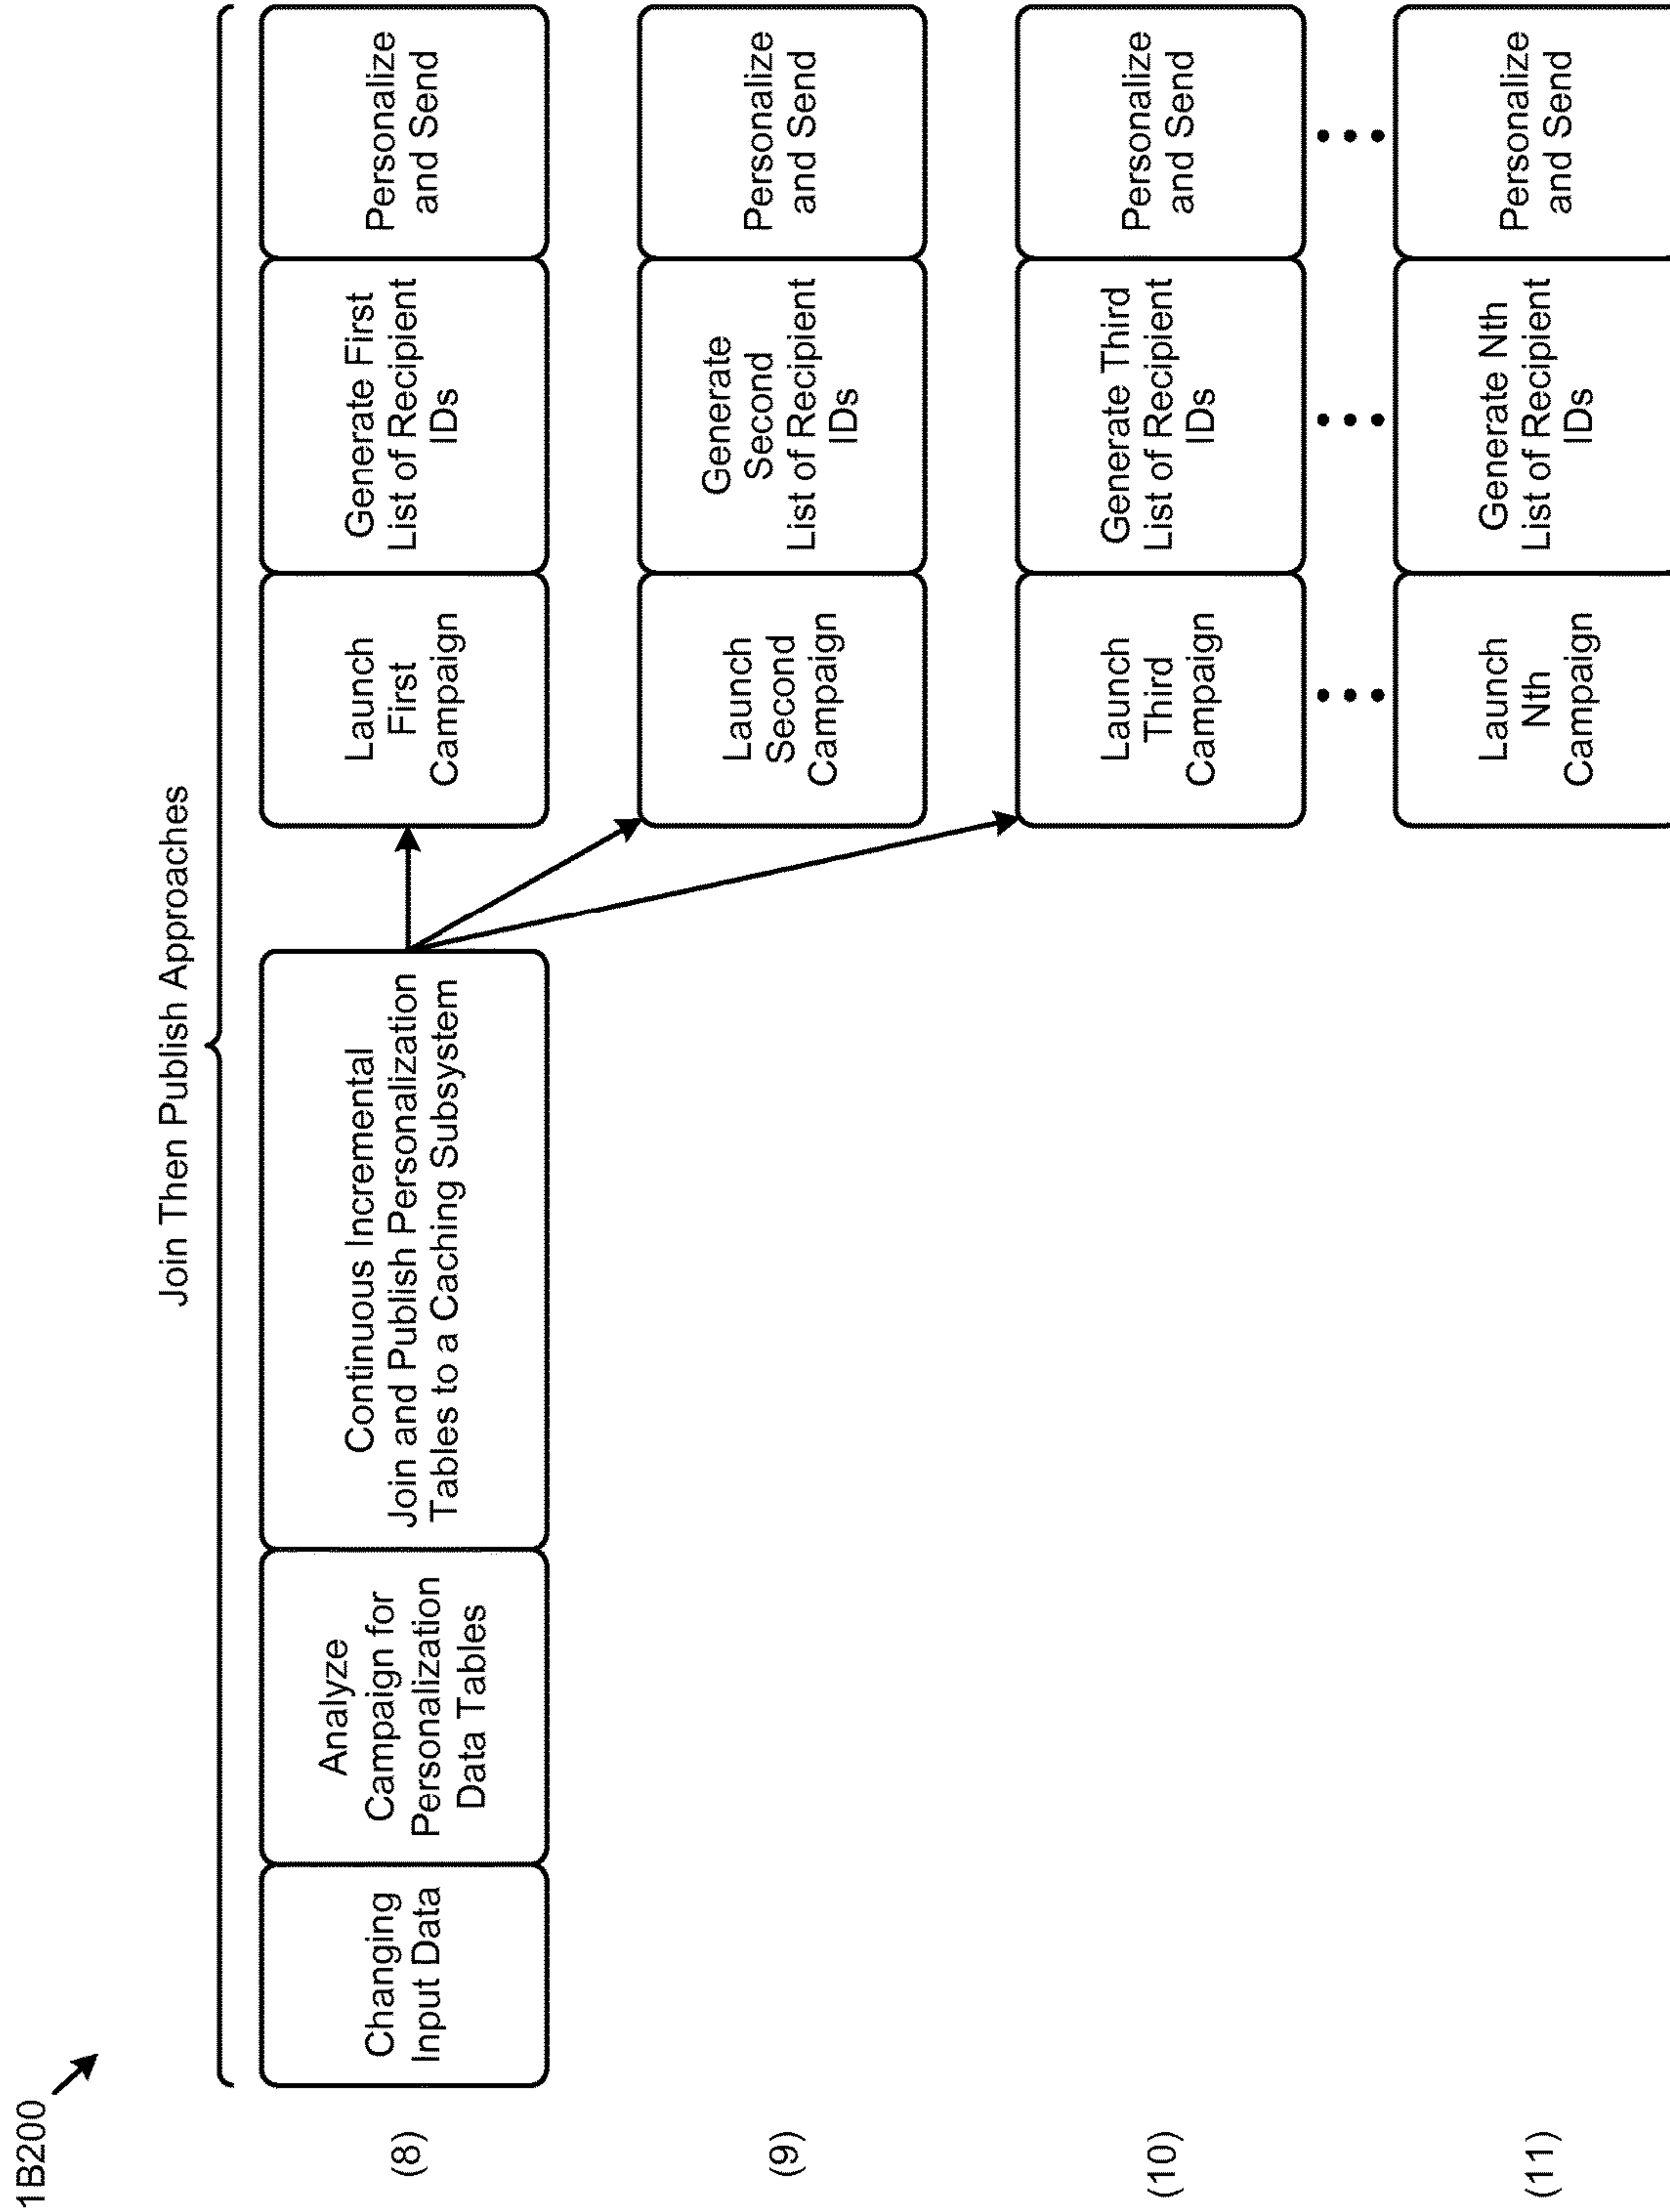 1B200
Join Then Publish Approaches
(8)
Changing
Input Data
Analyze
Campaign for
Personalization
Data Tables
Continuous Incremental
Join and Publish Personalization
Tables to a Caching Subsystem
Launch
First
Campaign
Generate First
List of Recipient
IDs
Personalize
and Send
(9)
Launch
Second
Campaign
Generate
Second
List of Recipient
IDs
Personalize
and Send
(10)
Launch
Third
Campaign
Generate Third
List of Recipient
IDs
Personalize
and Send
(11)
Launch
Nth
Campaign
Generate Nth
List of Recipient
IDs
Personalize
and Send